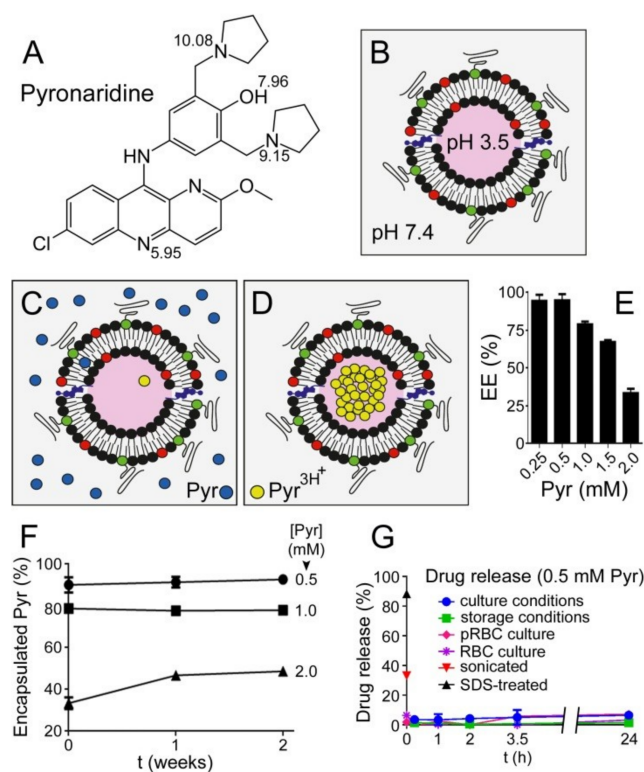 A
Pyronaridine
10.08
N
7.96
OH
N
9.15
HN
N
O
Cl
N
5.95
B
pH 3.5
pH 7.4
C
Pyr
D
Pyr3H+
E
EE (%)
100
75
50
25
0
0.25 0.5 1.0 1.5 2.0
Pyr (mM)
F
[Pyr]
(mM)
Encapsulated Pyr (%)
100
80
60
40
20
0.5
1.0
2.0
0 1 2
t (weeks)
G
Drug release (0.5 mM Pyr)
Drug release (%)
100
80
60
40
20
0
culture conditions
storage conditions
pRBC culture
RBC culture
sonicated
SDS-treated
0 1 2 3.5 24
t (h)